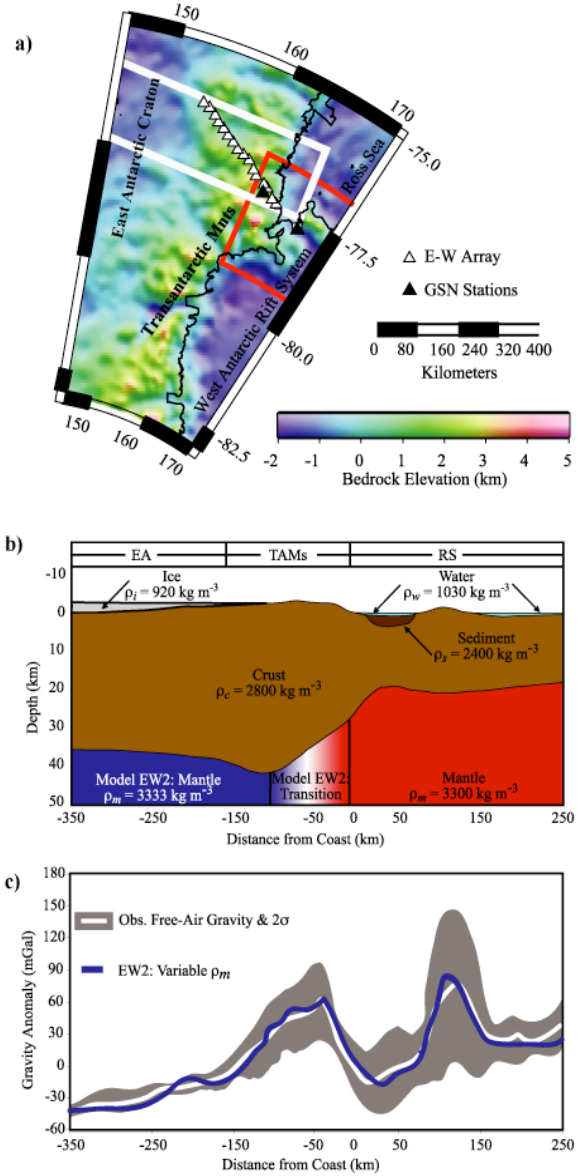 a)
150
160
170
-75.0
-77.5
-80.0
-82.5
150
160
170
East Antarctic Craton
Transantarctic Mnts
West Antarctic Rift System
Ross Sea
E-W Array
GSN Stations
0 80 160 240 320 400
Kilometers
-2 -1 0 1 2 3 4 5
Bedrock Elevation (km)
b)
EA TAMs RS
Ice
ρi = 920 kg m⁻³
Water
ρw = 1030 kg m⁻³
Sediment
ρs = 2400 kg m⁻³
Crust
ρc = 2800 kg m⁻³
Model EW2: Mantle
ρm = 3333 kg m⁻³
Model EW2:
Transition
Mantle
ρm = 3300 kg m⁻³
Depth (km)
-10
0
10
20
30
40
50
-350 -250 -150 -50 0 50 150 250
Distance from Coast (km)
c)
Gravity Anomaly (mGal)
180
150
120
90
60
30
0
-30
-60
Obs. Free-Air Gravity & 2σ
EW2: Variable ρm
-350 -250 -150 -50 0 50 150 250
Distance from Coast (km)